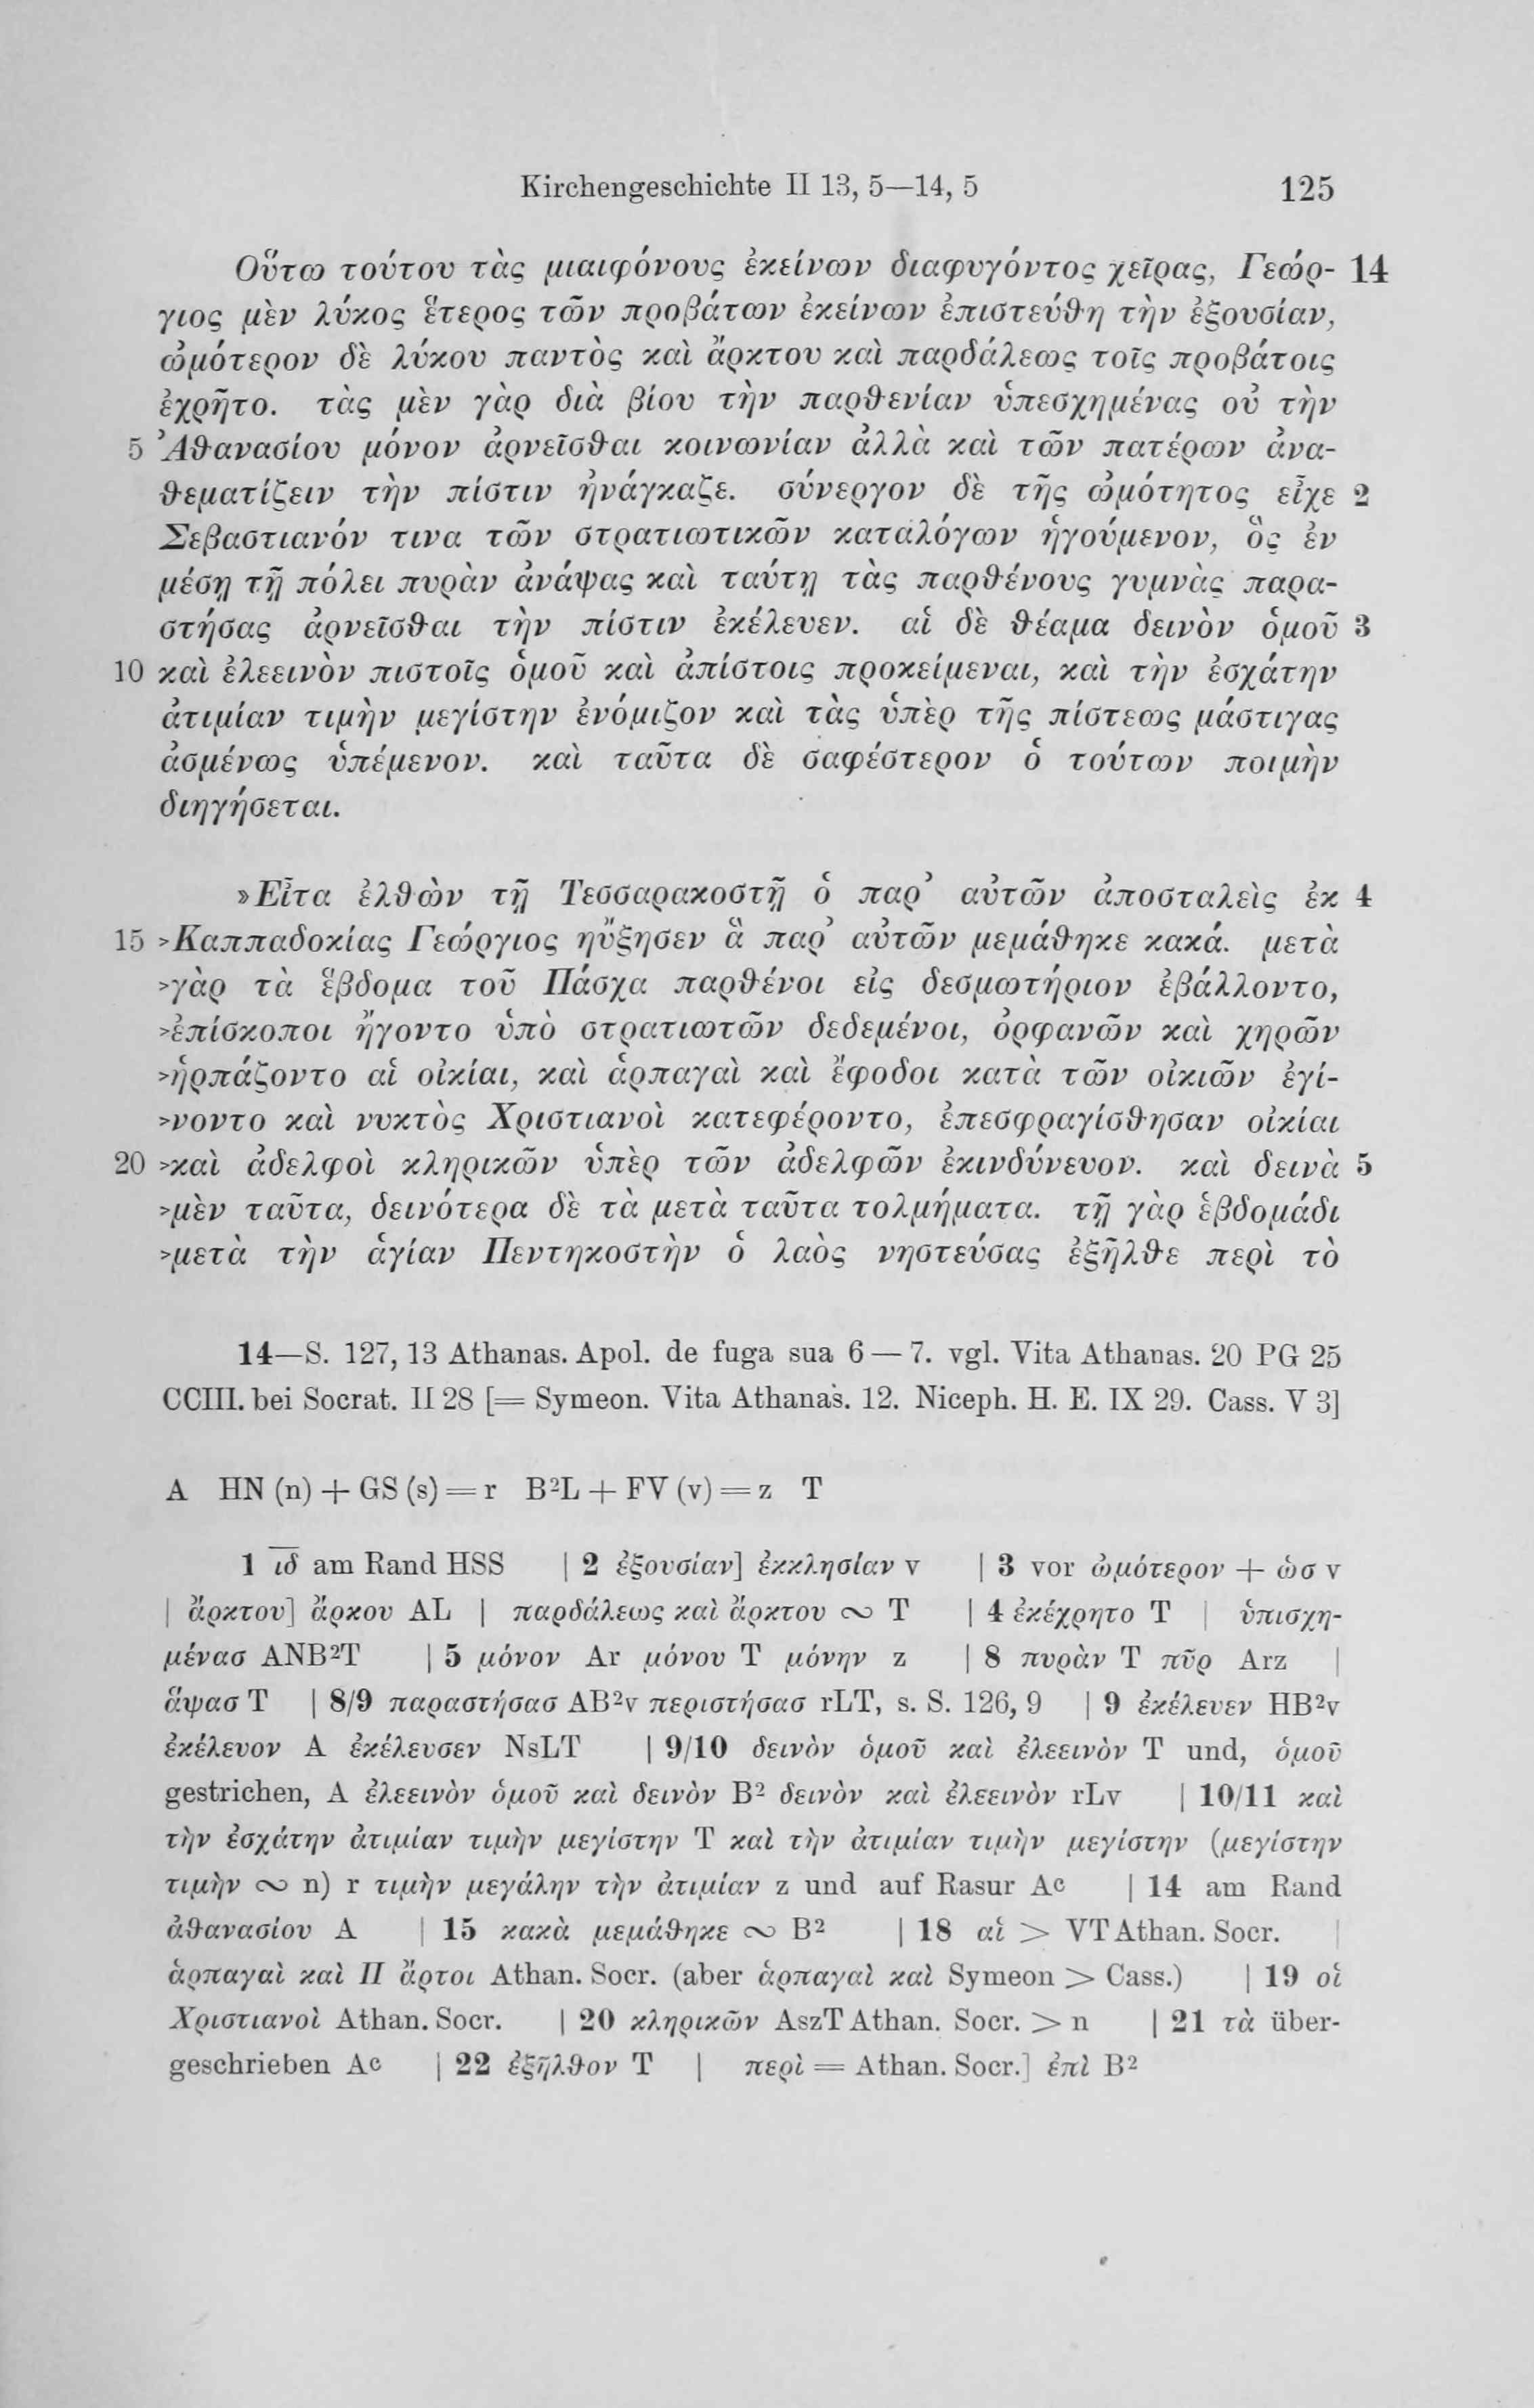 Kirchengeschichte II 13, 5—14, 5 125
Οὕτω τούτου τὰς μιαιφόνους ἐκείνων διαφυγόντος χεῖρας, Γεώρ- 14
γιος μὲν λύκος ἕτερος τῶν προβάτων ἐκείνων ἐπιστεύθη τὴν ἐξουσίαν,
ὠμότερον δὲ λύκου παντὸς καὶ ἄρκτου καὶ παρδάλεως τοῖς προβάτοις
ἐχρῆτο. τὰς μὲν γὰρ διὰ βίου τὴν παρθενίαν ὑπεσχημένας οὐ τὴν
5 Ἀθανασίου μόνον ἀρνεῖσθαι κοινωνίαν ἀλλὰ καὶ τῶν πατέρων ἀνα-
θεματίζειν τὴν πίστιν ἠνάγκαζε. σύνεργον δὲ τῆς ὠμότητος εἶχε 2
Σεβαστιανόν τινα τῶν στρατιωτικῶν καταλόγων ἡγούμενον, ὃς ἐν
μέσῃ τῇ πόλει πυρὰν ἀνάψας καὶ ταύτῃ τὰς παρθένους γυμνὰς παρα-
στήσας ἀρνεῖσθαι τὴν πίστιν ἐκέλευεν. αἱ δὲ θέαμα δεινὸν ὁμοῦ 3
10 καὶ ἐλεεινὸν πιστοῖς ὁμοῦ καὶ ἀπίστοις προκείμεναι, καὶ τὴν ἐσχάτην
ἀτιμίαν τιμὴν μεγίστην ἐνόμιζον καὶ τὰς ὑπὲρ τῆς πίστεως μάστιγας
ἀσμένως ὑπέμενον. καὶ ταῦτα δὲ σαφέστερον ὁ τούτων ποιμὴν
διηγήσεται.
»Εἶτα ἐλθὼν τῇ Τεσσαρακοστῇ ὁ παρ᾽ αὐτῶν ἀποσταλεὶς ἐκ 4
15 >Καππαδοκίας Γεώργιος ηὔξησεν ἃ παρ᾽ αὐτῶν μεμάθηκε κακά. μετὰ
>γὰρ τὰ ἕβδομα τοῦ Πάσχα παρθένοι εἰς δεσμωτήριον ἐβάλλοντο,
>ἐπίσκοποι ἤγοντο ὑπὸ στρατιωτῶν δεδεμένοι, ὀρφανῶν καὶ χηρῶν
>ἡρπάζοντο αἱ οἰκίαι, καὶ ἁρπαγαὶ καὶ ἔφοδοι κατὰ τῶν οἰκιῶν ἐγί-
>νοντο καὶ νυκτὸς Χριστιανοὶ κατεφέροντο, ἐπεσφραγίσθησαν οἰκίαι
20 >καὶ ἀδελφοὶ κληρικῶν ὑπὲρ τῶν ἀδελφῶν ἐκινδύνευον. καὶ δεινὰ 5
>μὲν ταῦτα, δεινότερα δὲ τὰ μετὰ ταῦτα τολμήματα. τῇ γὰρ ἑβδομάδι
>μετὰ τὴν ἁγίαν Πεντηκοστὴν ὁ λαὸς νηστεύσας ἐξῆλθε περὶ τὸ
14—S. 127, 13 Athanas. Apol. de fuga sua 6 — 7. vgl. Vita Athanas. 20 PG 25
CCIII. bei Socrat. II 28 [= Symeon. Vita Athanas. 12. Niceph. H. E. IX 29. Cass. V 3]
A HN (n) + GS (s) = r B²L + FV (v) = z T
1 ι̅δ̅ am Rand HSS | 2 ἐξουσίαν] ἐκκλησίαν v | 3 vor ὠμότερον + ὡσ v
| ἄρκτου] ἄρκου AL | παρδάλεως καὶ ἄρκτου ∾ T | 4 ἐκέχρητο T | ὑπισχη-
μένασ ANB²T | 5 μόνον Ar μόνου T μόνην z | 8 πυρὰν T πῦρ Arz |
ἅψασ T | 8/9 παραστήσασ AB²v περιστήσασ rLT, s. S. 126, 9 | 9 ἐκέλευεν HB²v
ἐκέλευον A ἐκέλευσεν NsLT | 9/10 δεινὸν ὁμοῦ καὶ ἐλεεινὸν T und, ὁμοῦ
gestrichen, A ἐλεεινὸν ὁμοῦ καὶ δεινὸν B² δεινὸν καὶ ἐλεεινὸν rLv | 10/11 καὶ
τὴν ἐσχάτην ἀτιμίαν τιμὴν μεγίστην T καὶ τὴν ἀτιμίαν τιμὴν μεγίστην (μεγίστην
τιμὴν ∾ n) r τιμὴν μεγάλην τὴν ἀτιμίαν z und auf Rasur Aᶜ | 14 am Rand
ἀθανασίου A | 15 κακὰ μεμάθηκε ∾ B² | 18 αἱ > VT Athan. Socr. |
ἁρπαγαὶ καὶ Π ἄρτοι Athan. Socr. (aber ἁρπαγαὶ καὶ Symeon > Cass.) | 19 οἱ
Χριστιανοὶ Athan. Socr. | 20 κληρικῶν AszT Athan. Socr. > n | 21 τὰ über-
geschrieben Aᶜ | 22 ἐξῆλθον T | περὶ = Athan. Socr.] ἐπὶ B²